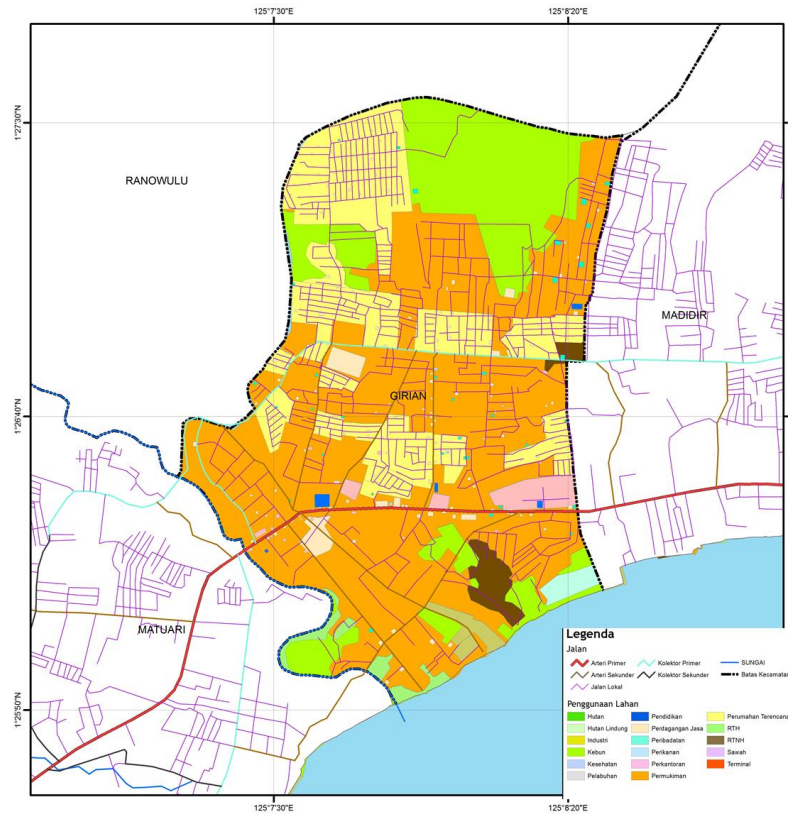 125°7'30"E
125°8'20"E
1°27'30"N
RANOWULU
MADIDIR
GIRIAN
1°26'40"N
MATUARI
1°25'50"N
125°7'30"E
125°8'20"E
Legenda
Jalan
Arteri Primer
Kolektor Primer
SUNGAI
Arteri Sekunder
Kolektor Sekunder
Batas Kecamatan
Jalan Lokal
Penggunaan Lahan
Hutan
Pendidikan
Perumahan Terencana
Hutan Lindung
Perdagangan Jasa
RTH
Industri
Peribadatan
RTNH
Kebun
Perikanan
Sawah
Kesehatan
Perkantoran
Terminal
Pelabuhan
Permukiman